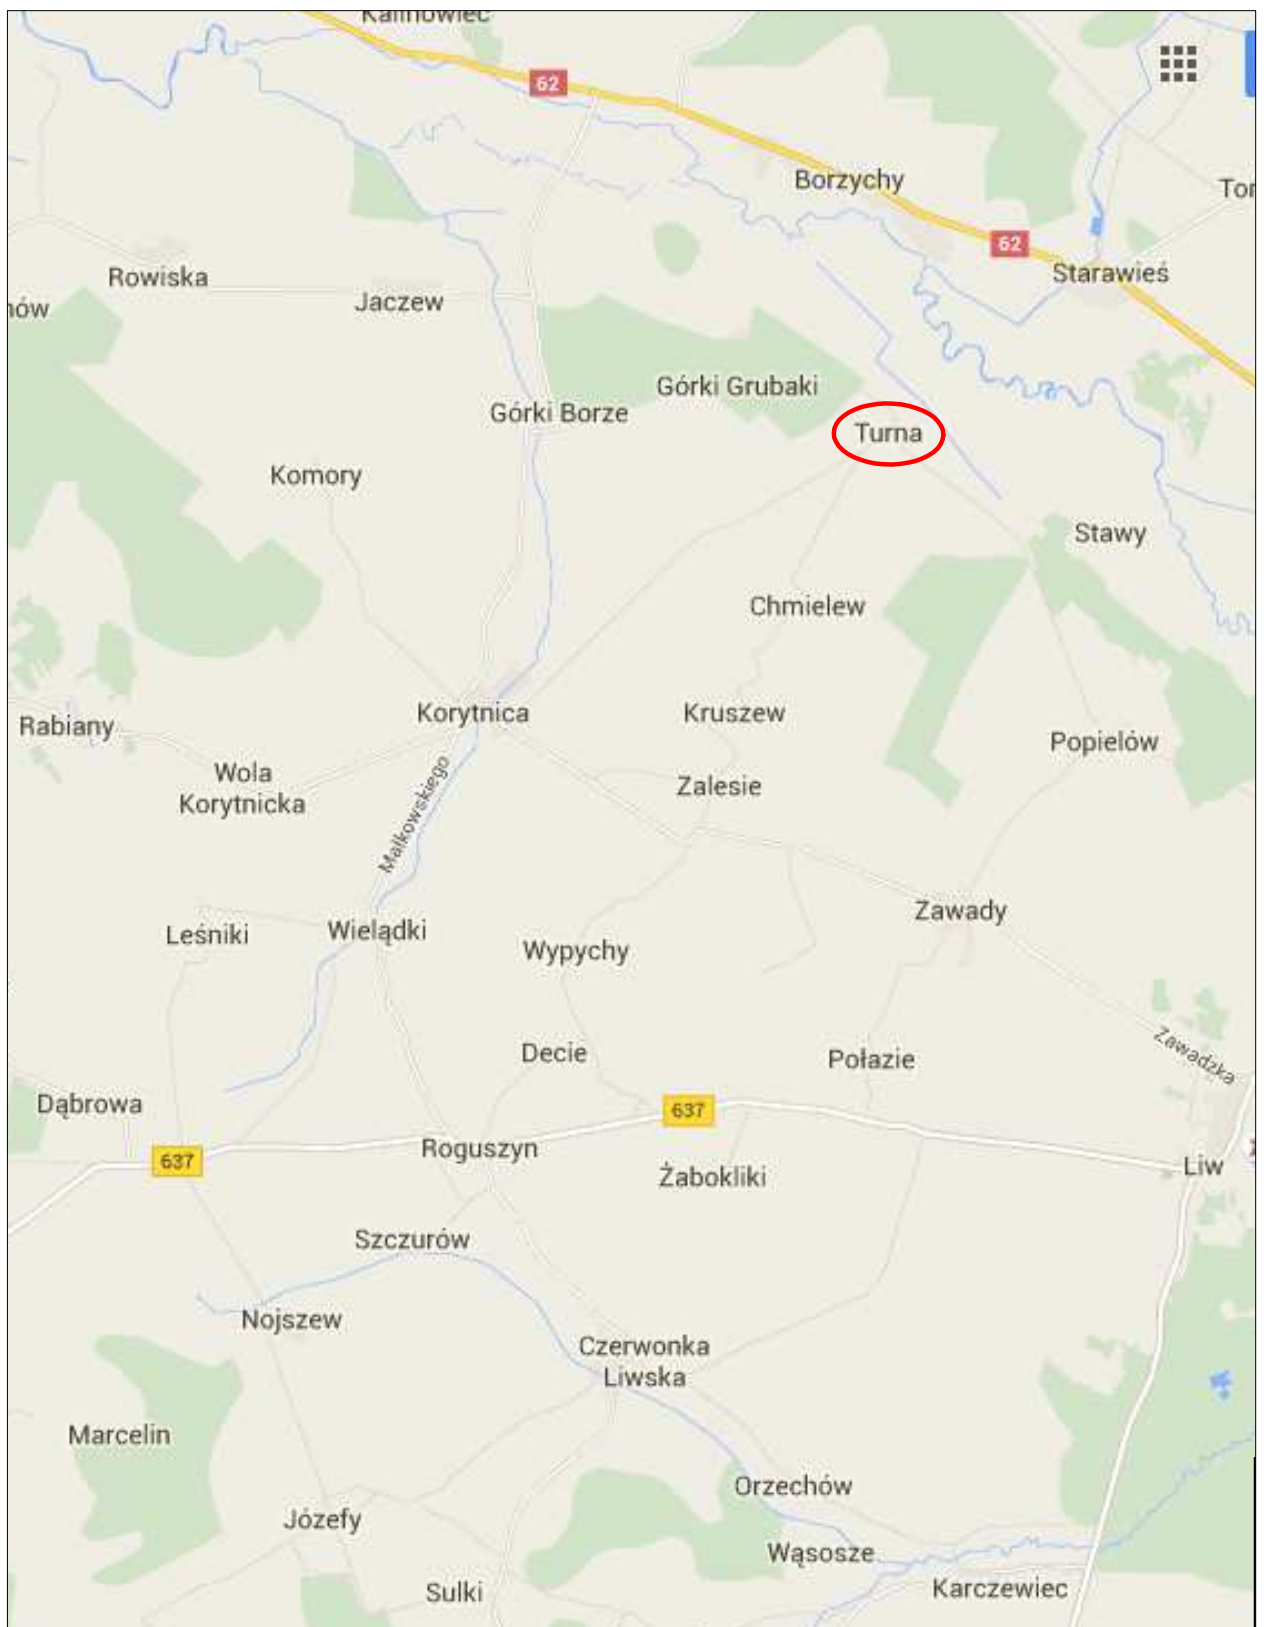 Kalinowiec
62
Borzychy
Tor
62
Starawieś
Rowiska
Jaczew
nów
Górki Grubaki
Górki Borze
Turna
Komory
Stawy
Chmielew
Korytnica
Kruszew
Rabiany
Popielów
Wola
Korytnicka
Zalesie
Małkowskiego
Zawady
Leśniki
Wielądki
Wypychy
Decie
Połazie
Zawadzka
Dąbrowa
637
Roguszyn
637
Liw
Żabokliki
Szczurów
Nojszew
Czerwonka
Liwska
Marcelin
Orzechów
Józefy
Wąsosze
Sulki
Karczewiec